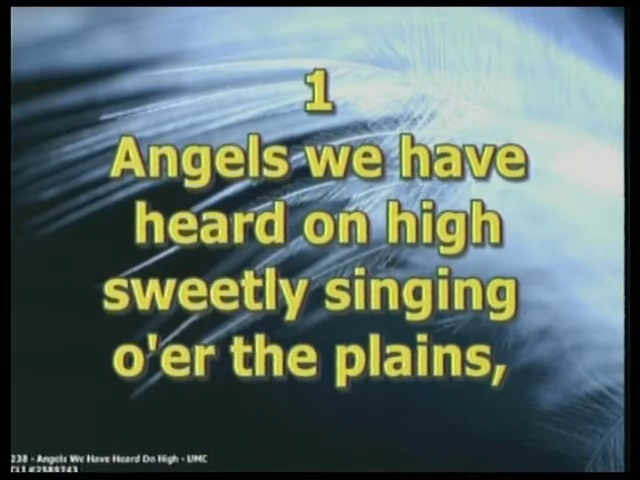 1
Angels we have
heard on high
sweetly singing
o'er the plains,
238 - Angels We Have Heard On High - UMC